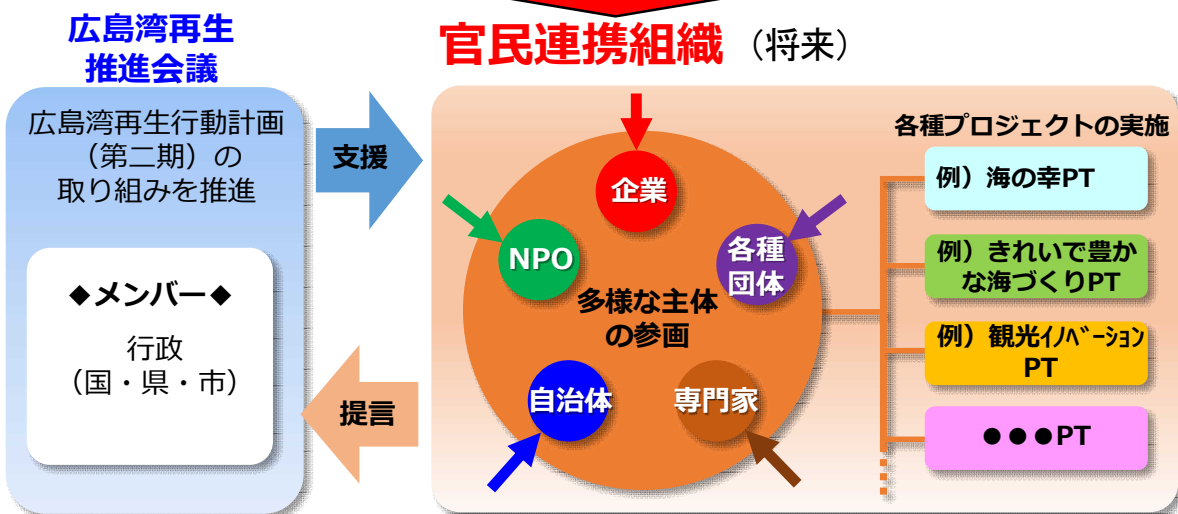 広島湾再生
推進会議
広島湾再生行動計画
（第二期）の
取り組みを推進
◆メンバー◆
行政
（国・県・市）
支援
提言
官民連携組織（将来）
企業
NPO
各種
団体
多様な主体
の参画
自治体
専門家
各種プロジェクトの実施
例）海の幸PT
例）きれいで豊か
な海づくりPT
例）観光ｲﾉﾍﾞｰｼｮﾝ
PT
●●●PT